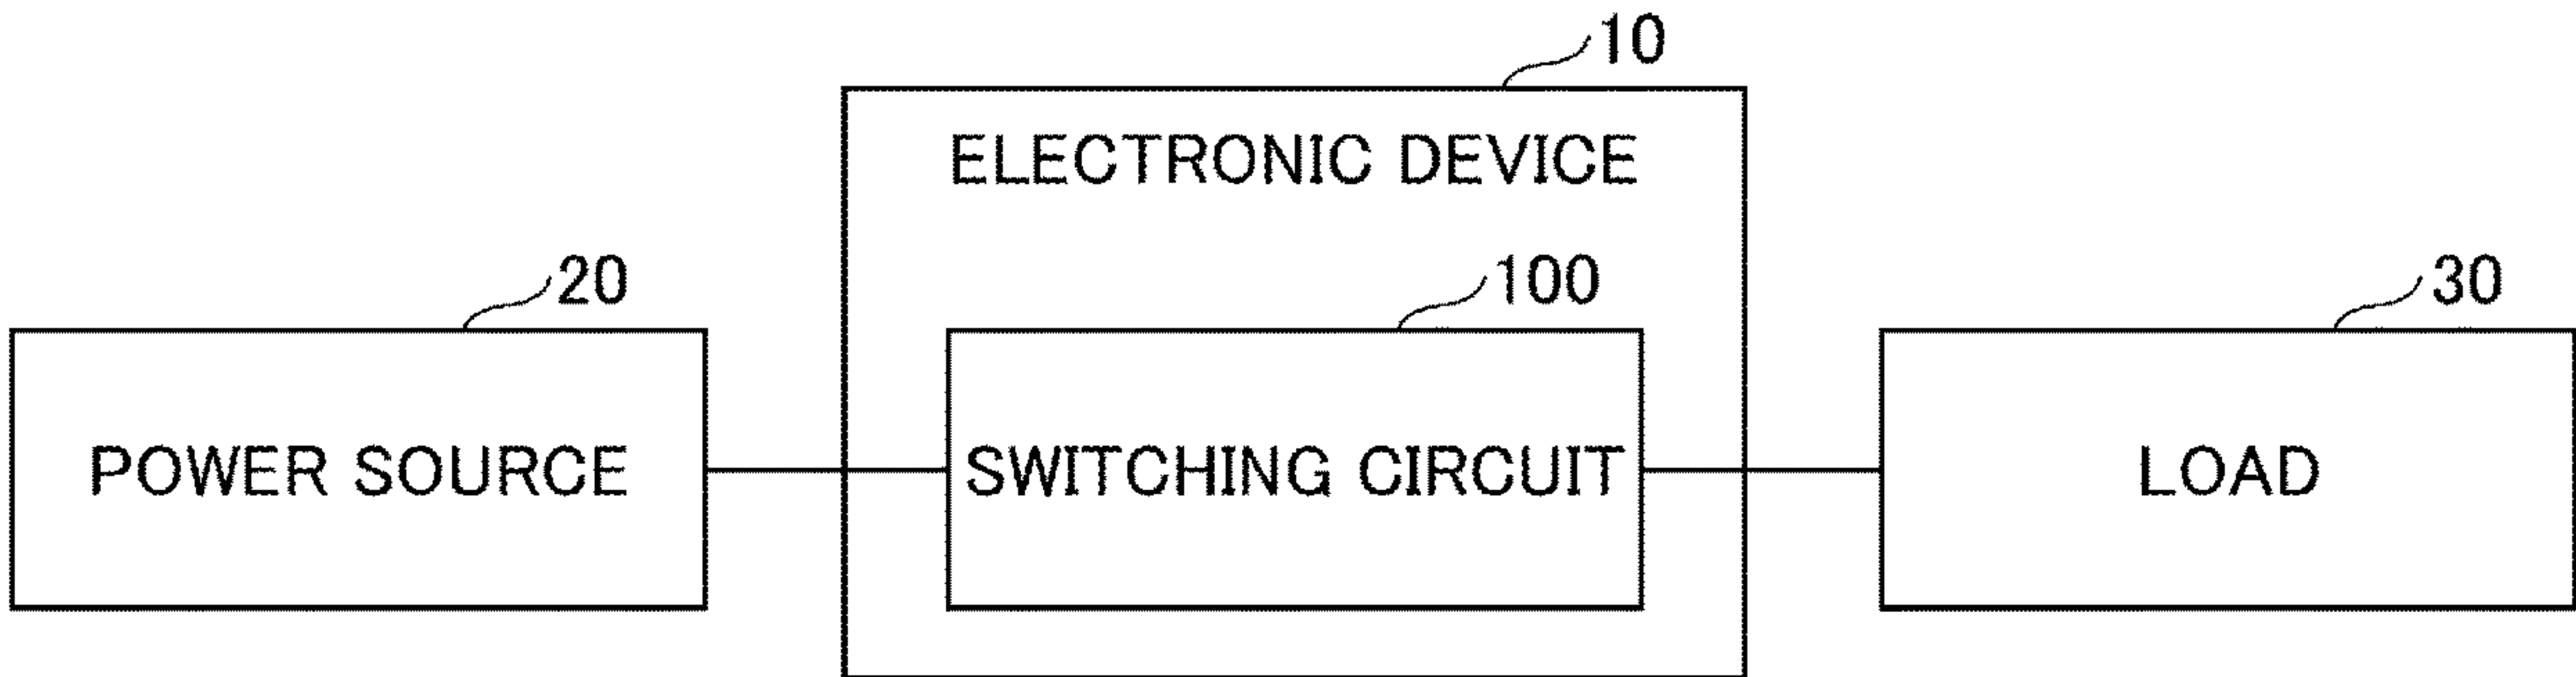 10
ELECTRONIC DEVICE
20
100
30
POWER SOURCE
SWITCHING CIRCUIT
LOAD